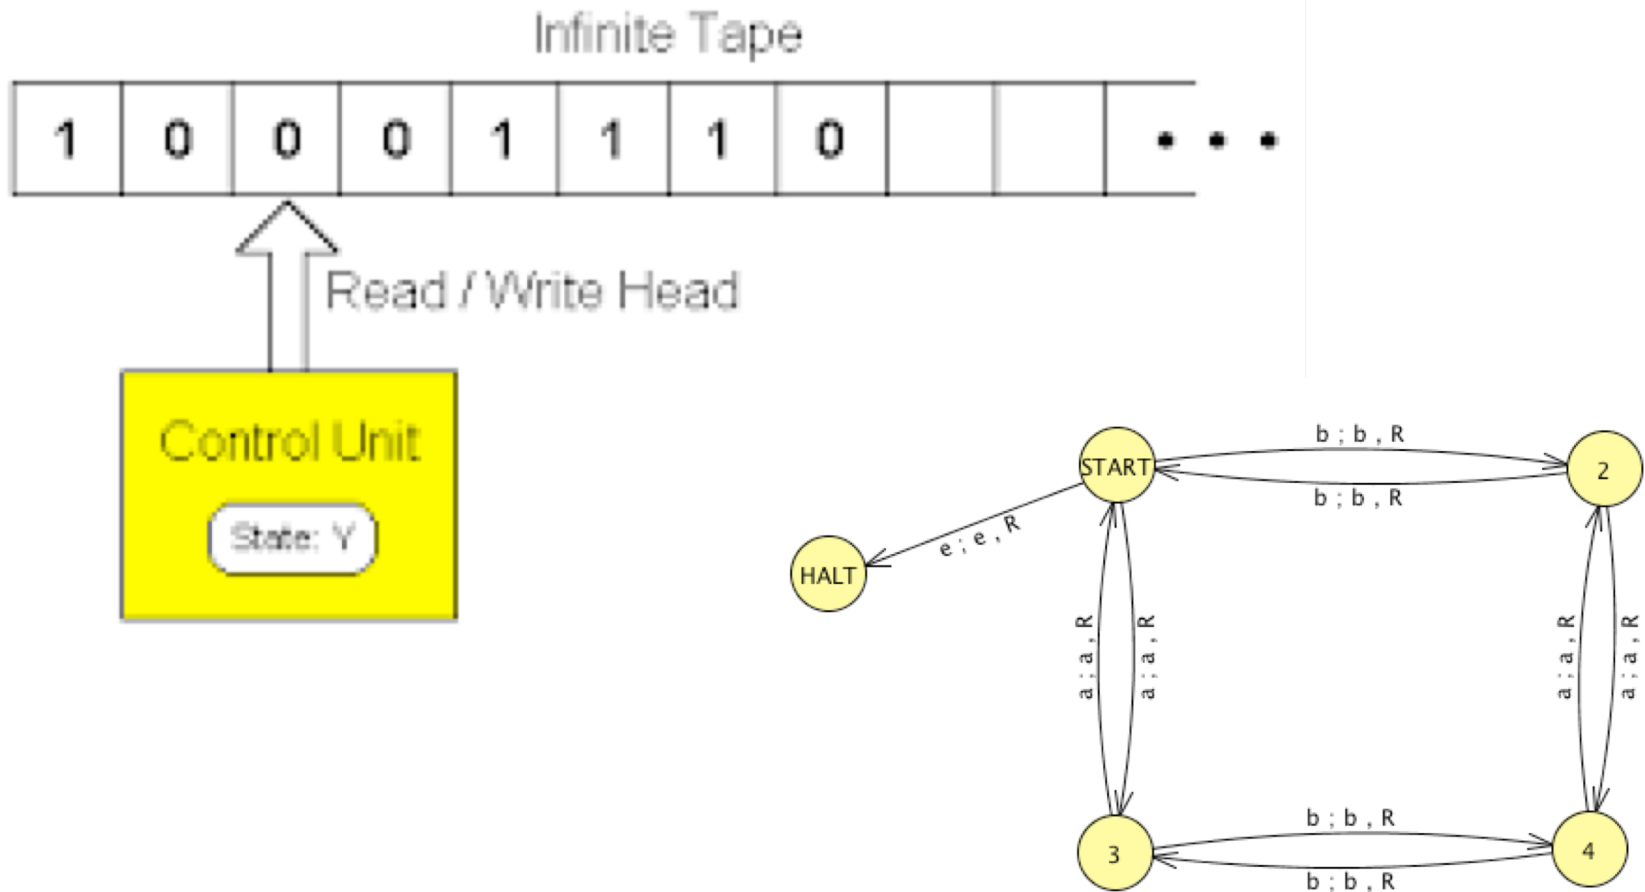 Infinite Tape
1 0 0 0 1 1 1 0 • • •
Read / Write Head
Control Unit
State: Y
b ; b , R
START
2
b ; b , R
e ; e , R
HALT
a ; a , R
a ; a , R
a ; a , R
a ; a , R
b ; b , R
3
4
b ; b , R